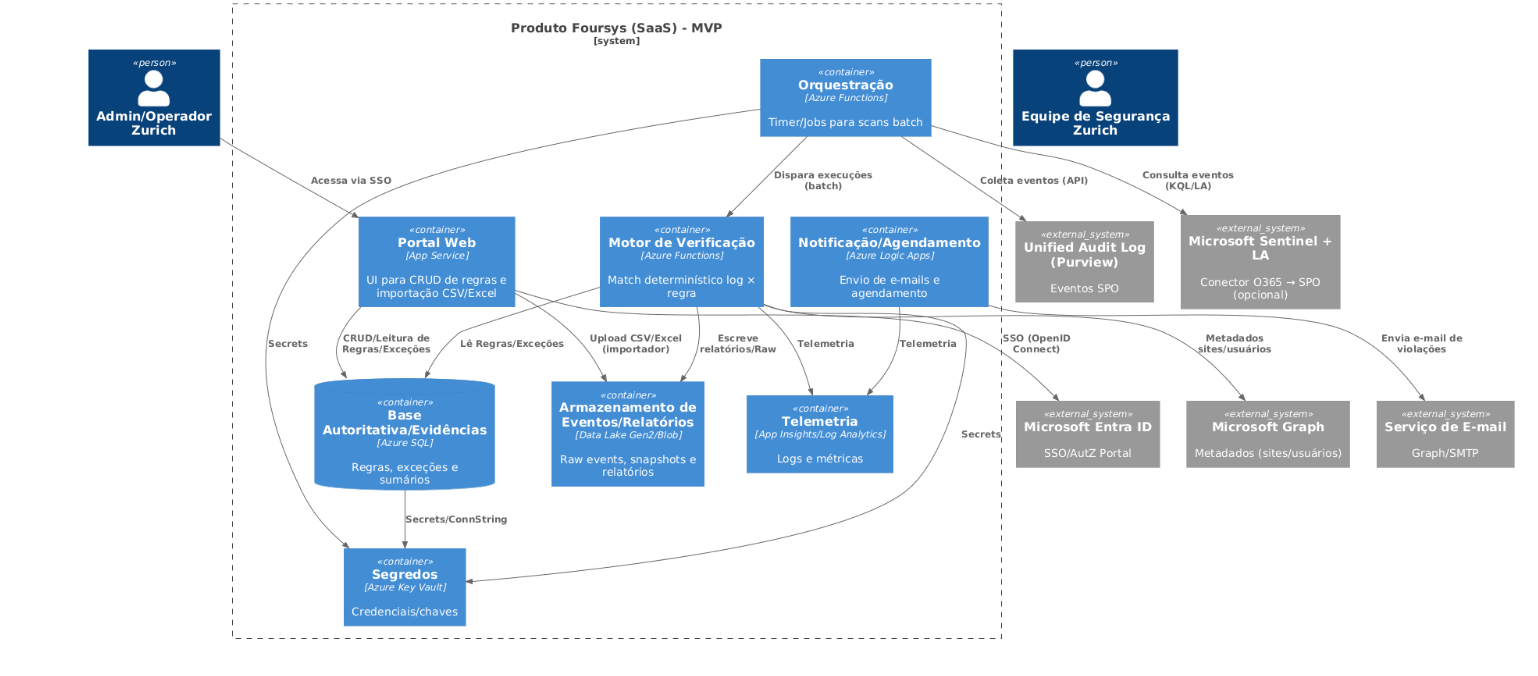 Produto Foursys (SaaS) - MVP
[system]
«person»
Admin/Operador
Zurich
«container»
Orquestração
[Azure Functions]
Timer/Jobs para scans batch
«person»
Equipe de Segurança
Zurich
Acessa via SSO
Dispara execuções
(batch)
Coleta eventos (API)
Consulta eventos
(KQL/LA)
«container»
Portal Web
[App Service]
UI para CRUD de regras e
importação CSV/Excel
«container»
Motor de Verificação
[Azure Functions]
Match determinístico log ×
regra
«container»
Notificação/Agendamento
[Azure Logic Apps]
Envio de e-mails e
agendamento
«external_system»
Unified Audit Log
(Purview)
Eventos SPO
«external_system»
Microsoft Sentinel +
LA
Conector O365 → SPO
(opcional)
Secrets
CRUD/Leitura de
Regras/Exceções
Lê Regras/Exceções
Upload CSV/Excel
(importador)
Escreve
relatórios/Raw
Telemetria
Telemetria
SSO (OpenID
Connect)
Metadados
sites/usuários
Envia e-mail de
violações
«container»
Base
Autoritativa/Evidências
[Azure SQL]
Regras, exceções e
sumários
«container»
Armazenamento de
Eventos/Relatórios
[Data Lake Gen2/Blob]
Raw events, snapshots e
relatórios
«container»
Telemetria
[App Insights/Log Analytics]
Logs e métricas
Secrets
«external_system»
Microsoft Entra ID
SSO/AutZ Portal
«external_system»
Microsoft Graph
Metadados (sites/usuários)
«external_system»
Serviço de E-mail
Graph/SMTP
Secrets/ConnString
«container»
Segredos
[Azure Key Vault]
Credenciais/chaves